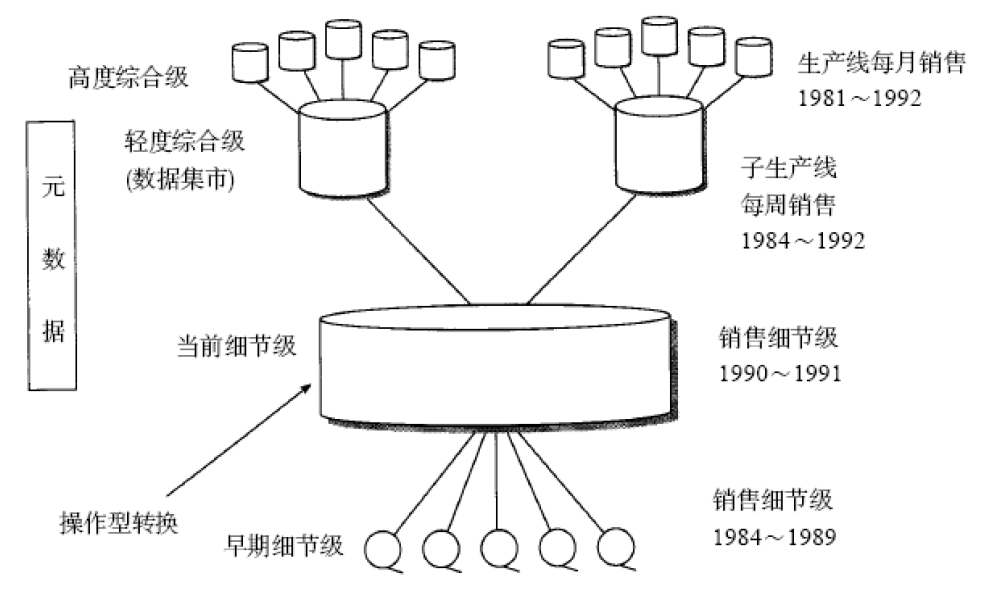 高度综合级
生产线每月销售
1981～1992
轻度综合级
(数据集市)
子生产线
每周销售
1984～1992
元
数
据
当前细节级
销售细节级
1990～1991
操作型转换
早期细节级
销售细节级
1984～1989